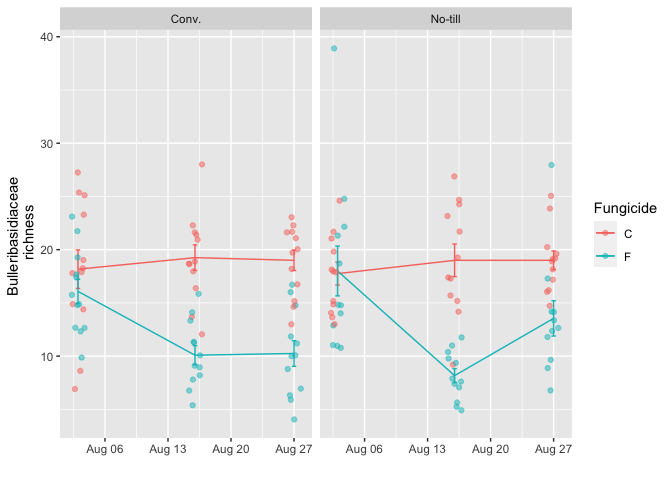 Conv.
No-till
40
30
20
10
Bulleribasidiaceae
richness
Aug 06
Aug 13
Aug 20
Aug 27
Aug 06
Aug 13
Aug 20
Aug 27
Fungicide
C
F